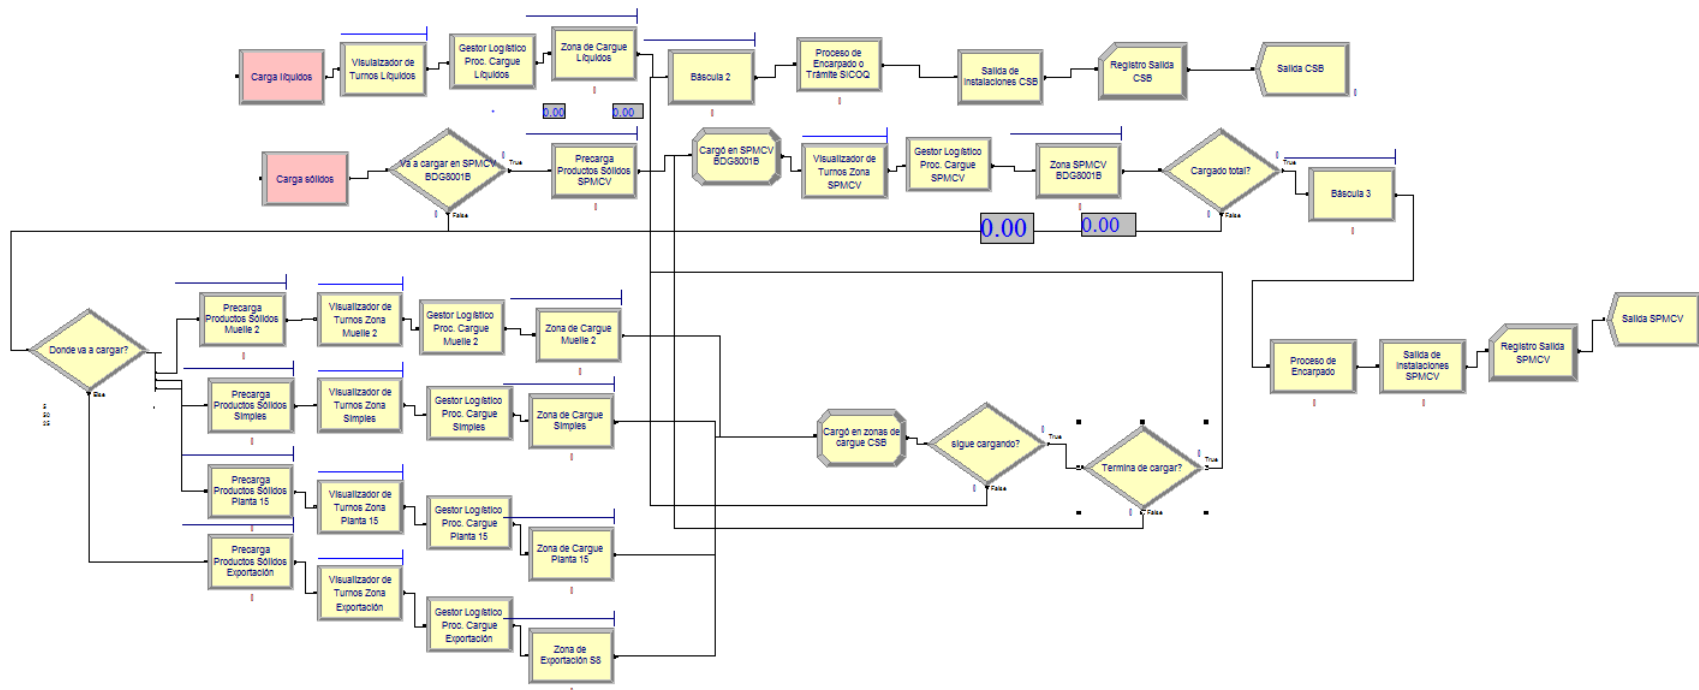 Carga líquidos
Visulaizador de
Turnos Líquidos
Gestor Logístico
Proc. Cargue
Líquidos
Zona de Cargue
Líquidos
Báscula 2
Proceso de
Encarpado o
Trámite SICOQ
Salida de
Instalaciones CSB
Registro Salida
CSB
Salida CSB
0.00
0.00
Carga sólidos
Va a cargar en SPMCV
BDG8001B
True
False
Precarga
Productos Sólidos
SPMCV
Cargó en SPMCV
BDG8001B
Visualizador de
Turnos Zona
SPMCV
Gestor Logístico
Proc. Cargue
SPMCV
Zona SPMCV
BDG8001B
Cargado total?
True
False
Báscula 3
0.00
0.00
Donde va a cargar?
Else
Precarga
Productos Sólidos
Muelle 2
Visualizador de
Turnos Zona
Muelle 2
Gestor Logístico
Proc. Cargue
Muelle 2
Zona de Cargue
Muelle 2
Precarga
Productos Sólidos
Simples
Visualizador de
Turnos Zona
Simples
Gestor Logístico
Proc. Cargue
Simples
Zona de Cargue
Simples
Precarga
Productos Sólidos
Planta 15
Visualizador de
Turnos Zona
Planta 15
Gestor Logístico
Proc. Cargue
Planta 15
Zona de Cargue
Planta 15
Precarga
Productos Sólidos
Exportación
Visualizador de
Turnos Zona
Exportación
Gestor Logístico
Proc. Cargue
Exportación
Zona de
Exportación S8
Cargó en zonas de
cargue CSB
sigue cargando?
True
False
Termina de cargar?
True
False
Proceso de
Encarpado
Salida de
Instalaciones
SPMCV
Registro Salida
SPMCV
Salida SPMCV